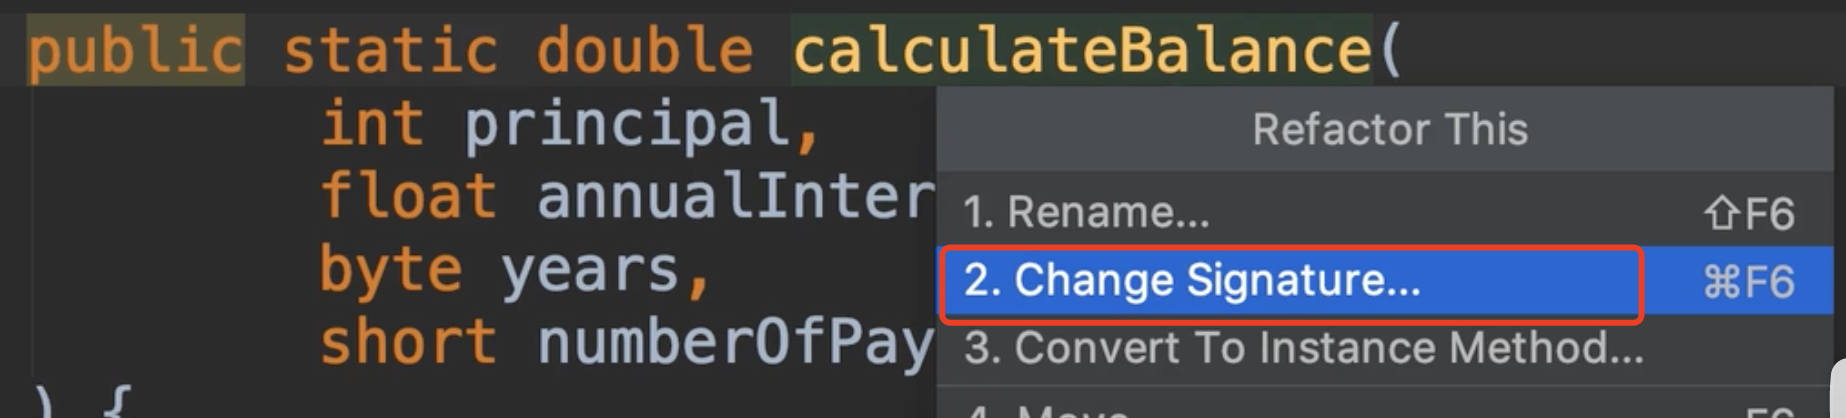 public static double calculateBalance(
int principal,
float annualInter
byte years,
short numberOfPay
) {
Refactor This
1. Rename... ⇧F6
2. Change Signature... ⌘F6
3. Convert To Instance Method...
4. Move... F6